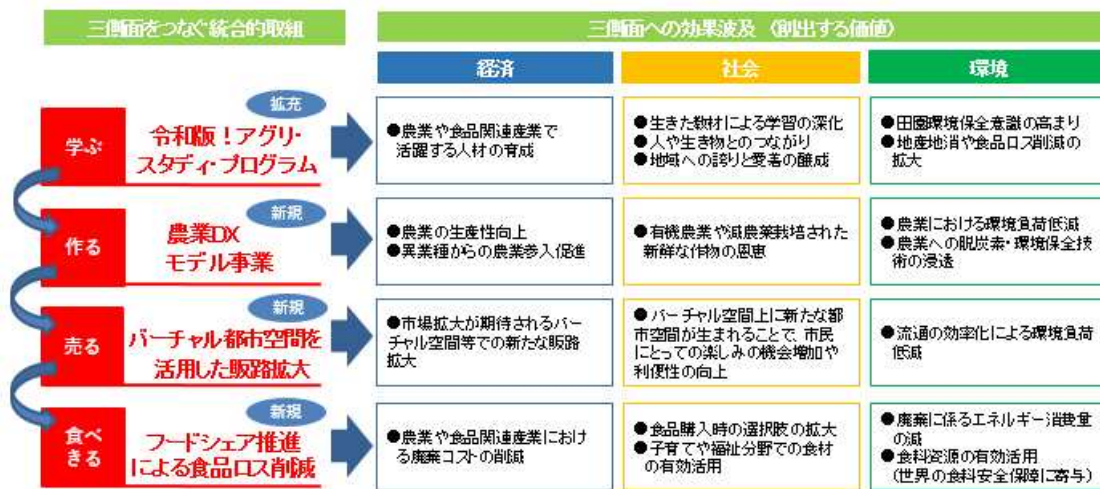 三側面をつなぐ統合的取組
三側面への効果波及（創出する価値）
経済
社会
環境
学ぶ
拡充
令和版！アグリ・
スタディ・プログラム
●農業や食品関連産業で
活躍する人材の育成
●生きた教材による学習の深化
●人や生き物とのつながり
●地域への誇りと愛着の醸成
●田園環境保全意識の高まり
●地産地消や食品ロス削減の
拡大
作る
新規
農業DX
モデル事業
●農業の生産性向上
●異業種からの農業参入促進
●有機農業や減農薬栽培された
新鮮な作物の恩恵
●農業における環境負荷低減
●農業への脱炭素・環境保全技
術の浸透
売る
新規
バーチャル都市空間を
活用した販路拡大
●市場拡大が期待されるバー
チャル空間等での新たな販路
拡大
●バーチャル空間上に新たな都
市空間が生まれることで、市民
にとっての楽しみの機会増加や
利便性の向上
●流通の効率化による環境負荷
低減
食べ
きる
新規
フードシェア推進
による食品ロス削減
●農業や食品関連産業におけ
る廃棄コストの削減
●食品購入時の選択肢の拡大
●子育てや福祉分野での食材
の有効活用
●廃棄に係るエネルギー消費量
の減
●食料資源の有効活用
（世界の食料安全保障に寄与）